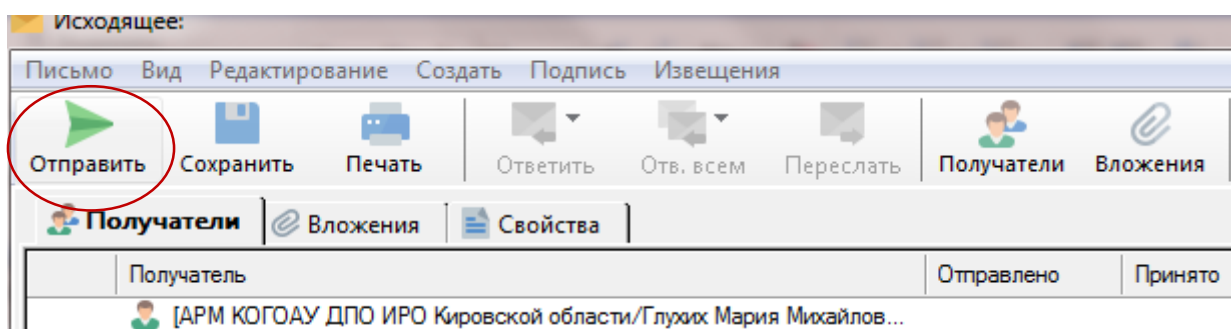 Исходящее:
Письмо Вид Редактирование Создать Подпись Извещения
Отправить Сохранить Печать Ответить Отв. всем Переслать Получатели Вложения
Получатели Вложения Свойства
Получатель Отправлено Принято
[АРМ КОГОАУ ДПО ИРО Кировской области/Глухих Мария Михайлов...